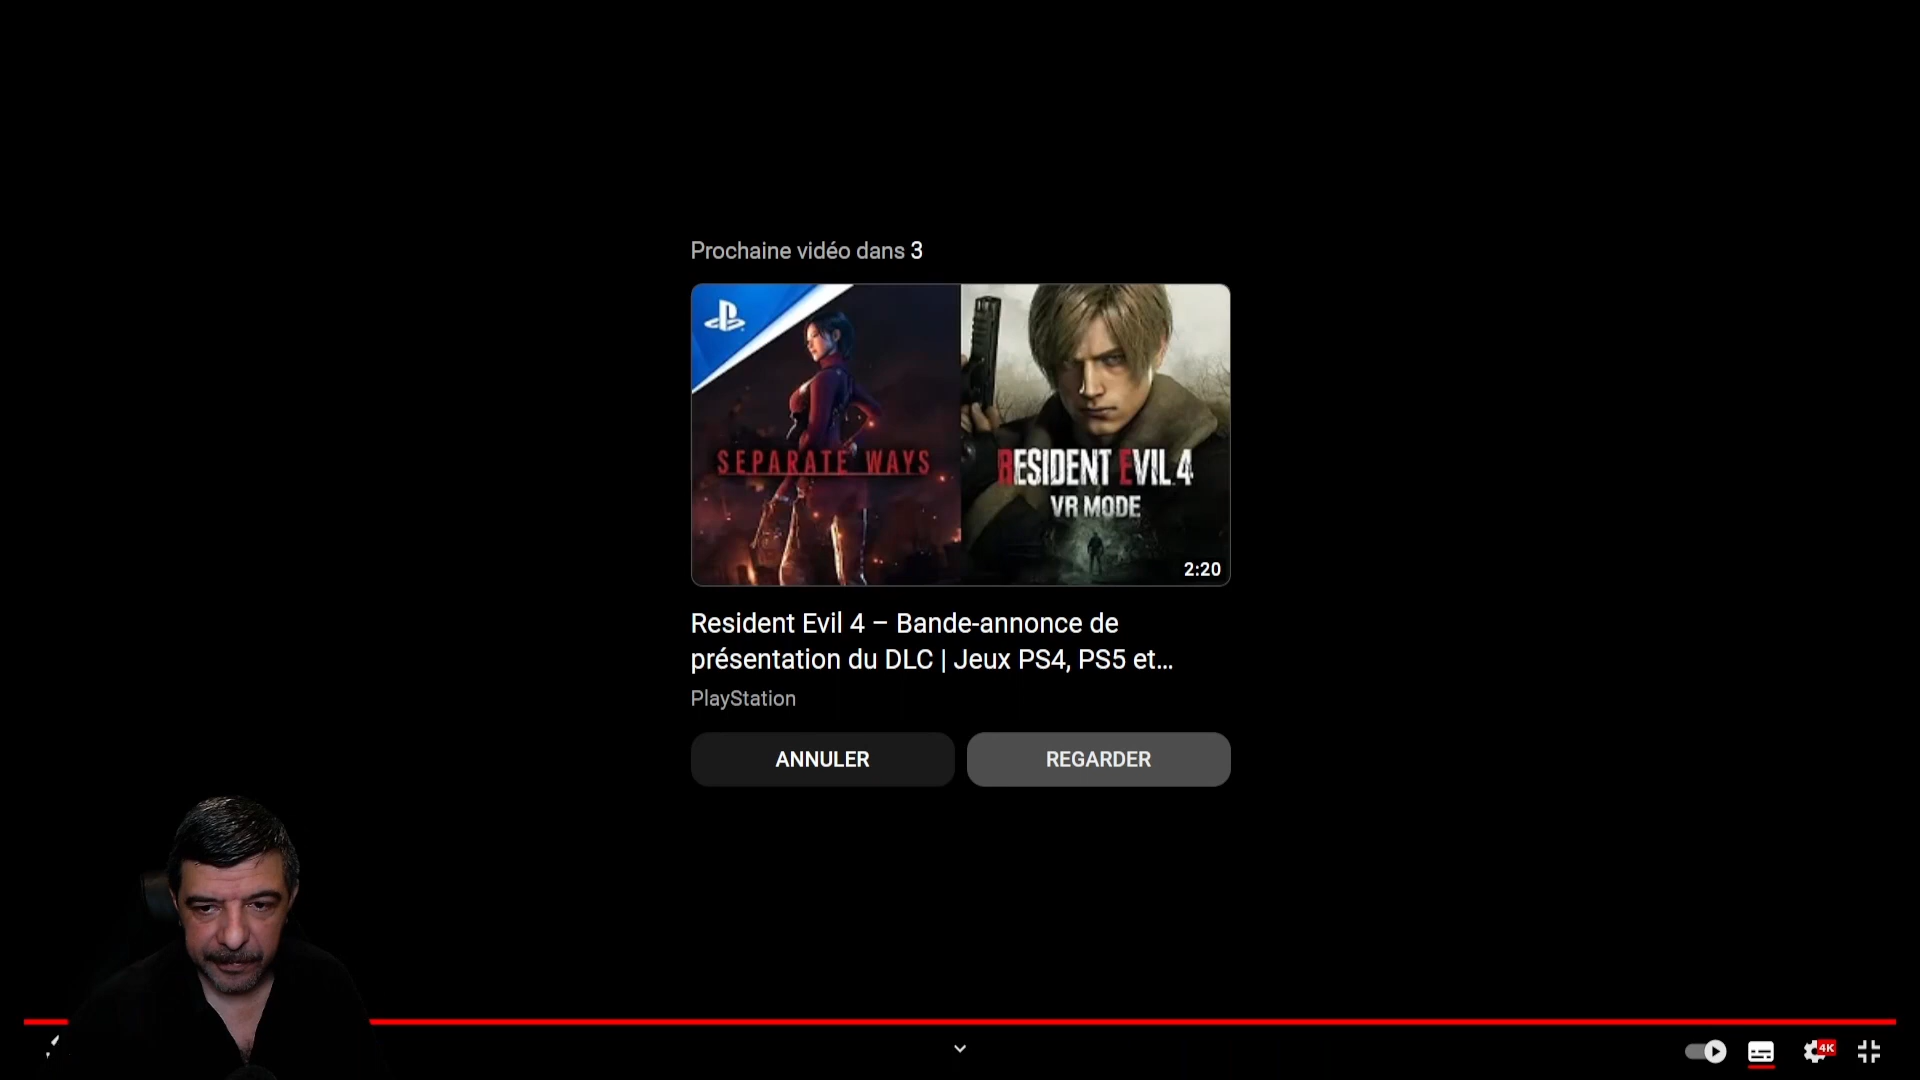 Prochaine vidéo dans 3
SEPARATE WAYS
RESIDENT EVIL 4
VR MODE
2:20
Resident Evil 4 – Bande-annonce de
présentation du DLC | Jeux PS4, PS5 et...
PlayStation
ANNULER
REGARDER
4K